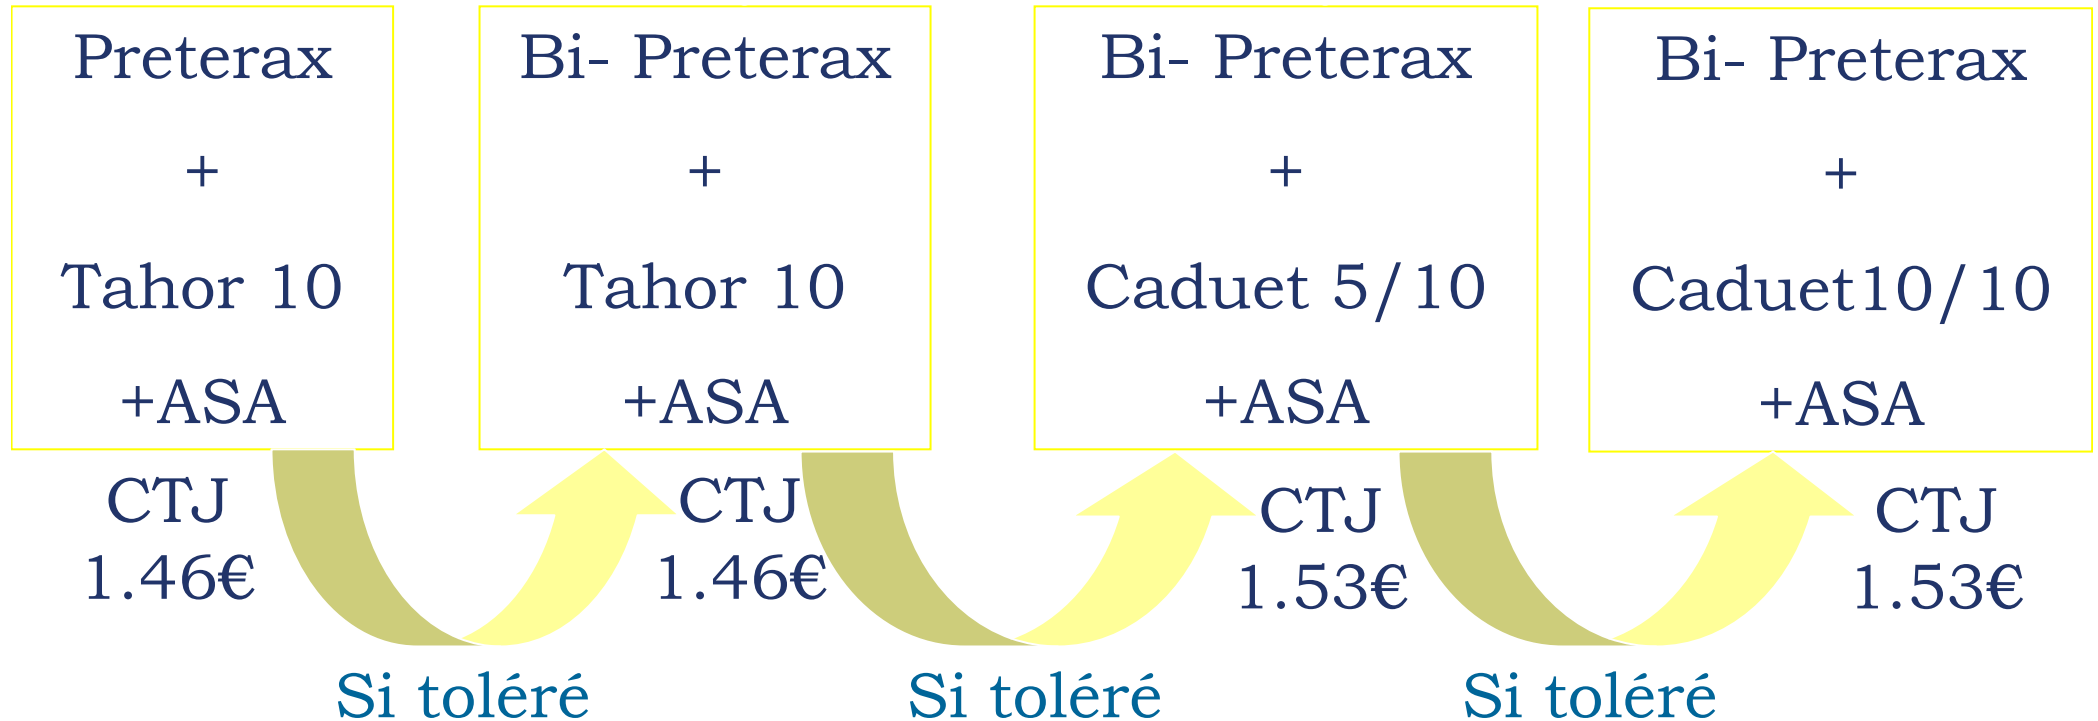 Preterax
+
Tahor 10
+ASA
CTJ
1.46€
Si toléré
Bi- Preterax
+
Tahor 10
+ASA
CTJ
1.46€
Si toléré
Bi- Preterax
+
Caduet 5/10
+ASA
CTJ
1.53€
Si toléré
Bi- Preterax
+
Caduet10/10
+ASA
CTJ
1.53€